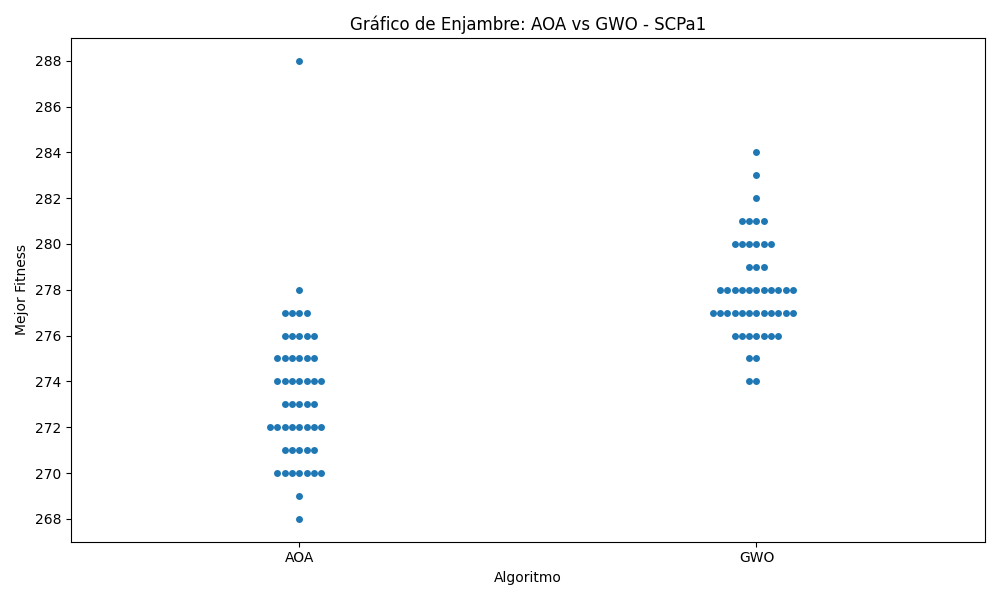 Gráfico de Enjambre: AOA vs GWO - SCPa1
Mejor Fitness
288
286
284
282
280
278
276
274
272
270
268
AOA
GWO
Algoritmo